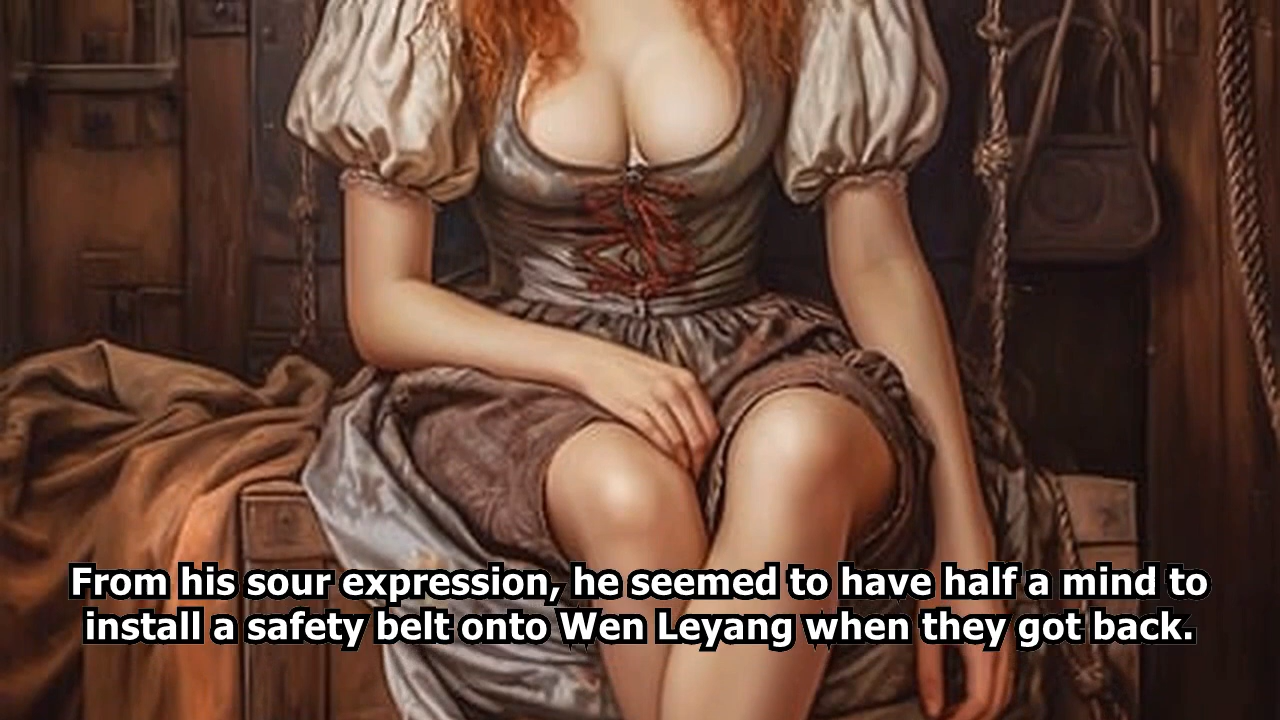 From his sour expression, he seemed to have half a mind to
install a safety belt onto Wen Leyang when they got back.